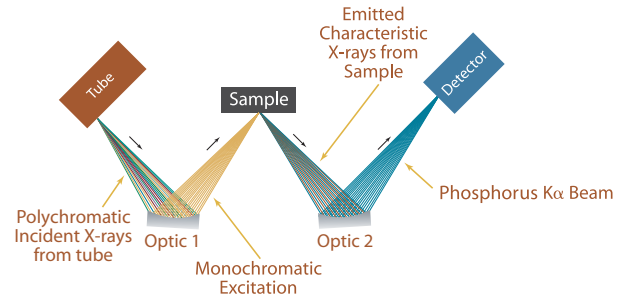 Emitted
Characteristic
X-rays from
Sample
Tube
Sample
Detector
Phosphorus Kα Beam
Polychromatic
Incident X-rays
from tube
Optic 1
Optic 2
Monochromatic
Excitation